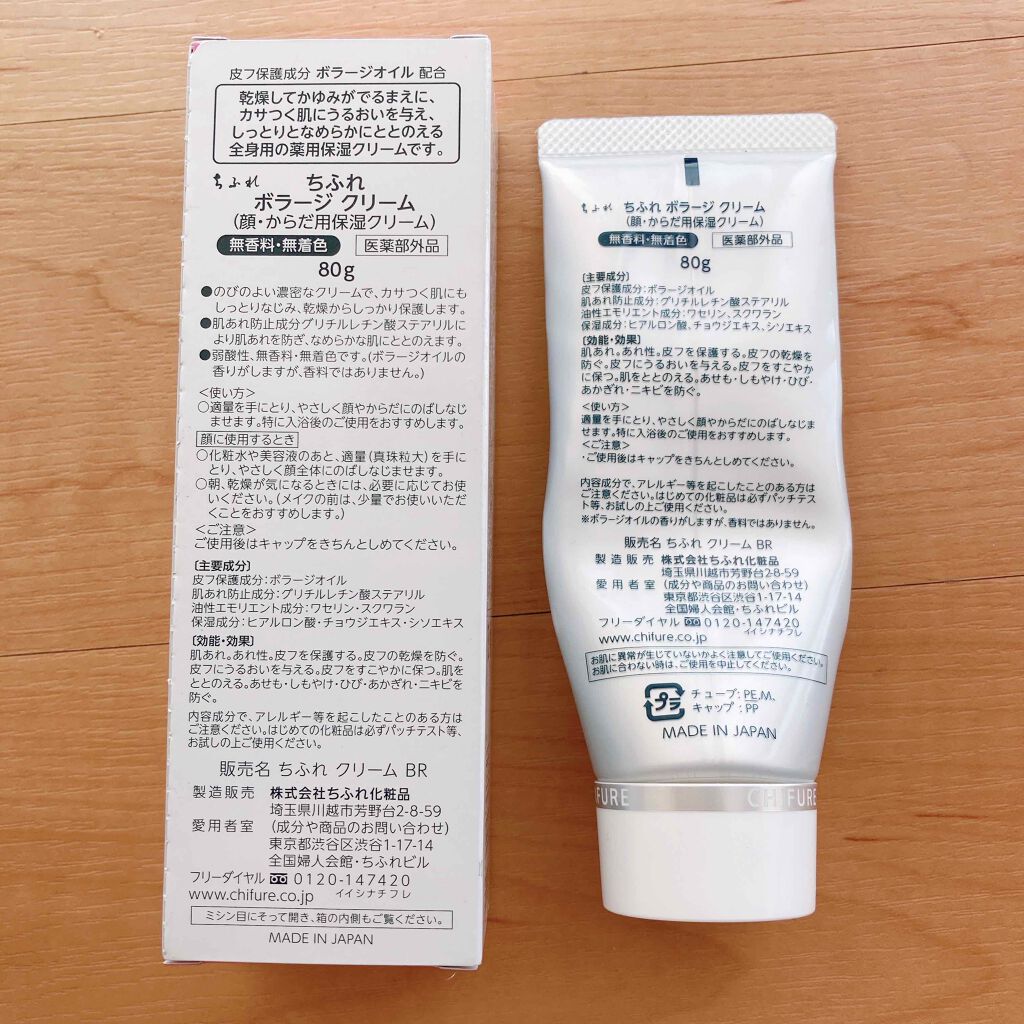 皮フ保護成分 ボラージオイル 配合
乾燥してかゆみがでるまえに、
カサつく肌にうるおいを与え、
しっとりとなめらかにととのえる
全身用の薬用保湿クリームです。
ちふれ ちふれ
ボラージ クリーム
(顔・からだ用保湿クリーム)
無香料・無着色 医薬部外品
80g
●のびのよい濃密なクリームで、カサつく肌にも
しっとりなじみ、乾燥からしっかり保護します。
●肌あれ防止成分グリチルレチン酸ステアリルに
より肌あれを防ぎ、なめらかな肌にととのえます。
●弱酸性、無香料・無着色です。(ボラージオイルの
香りがしますが、香料ではありません。)
<使い方>
○適量を手にとり、やさしく顔やからだにのばしなじ
ませます。特に入浴後のご使用をおすすめします。
顔に使用するとき
○化粧水や美容液のあと、適量(真珠粒大)を手に
とり、やさしく顔全体にのばしなじませます。
○朝、乾燥が気になるときには、必要に応じてお使
いください。(メイクの前は、少量でお使いいただ
くことをおすすめします。)
<ご注意>
ご使用後はキャップをきちんとしめてください。
〔主要成分〕
皮フ保護成分:ボラージオイル
肌あれ防止成分:グリチルレチン酸ステアリル
油性エモリエント成分:ワセリン・スクワラン
保湿成分:ヒアルロン酸・チョウジエキス・シソエキス
〔効能・効果〕
肌あれ。あれ性。皮フを保護する。皮フの乾燥を防ぐ。
皮フにうるおいを与える。皮フをすこやかに保つ。肌を
ととのえる。あせも・しもやけ・ひび・あかぎれ・ニキビを
防ぐ。
内容成分で、アレルギー等を起こしたことのある方は
ご注意ください。はじめての化粧品は必ずパッチテスト等、
お試しの上ご使用ください。
販売名 ちふれ クリーム BR
製造販売 株式会社ちふれ化粧品
埼玉県川越市芳野台2-8-59
愛用者室 (成分や商品のお問い合わせ)
東京都渋谷区渋谷1-17-14
全国婦人会館・ちふれビル
フリーダイヤル 0120-147420
www.chifure.co.jp イイシナチフレ
ミシン目にそって開き、箱の内側もご覧ください。
MADE IN JAPAN
ちふれ ちふれ ボラージ クリーム
(顔・からだ用保湿クリーム)
無香料・無着色 医薬部外品
80g
〔主要成分〕
皮フ保護成分:ボラージオイル
肌あれ防止成分:グリチルレチン酸ステアリル
油性エモリエント成分:ワセリン、スクワラン
保湿成分:ヒアルロン酸、チョウジエキス、シソエキス
〔効能・効果〕
肌あれ。あれ性。皮フを保護する。皮フの乾燥を
防ぐ。皮フにうるおいを与える。皮フをすこやか
に保つ。肌をととのえる。あせも・しもやけ・ひび・
あかぎれ・ニキビを防ぐ。
<使い方>
適量を手にとり、やさしく顔やからだにのばしなじま
せます。特に入浴後のご使用をおすすめします。
<ご注意>
・ご使用後はキャップをきちんとしめてください。
内容成分で、アレルギー等を起こしたことのある方は
ご注意ください。はじめての化粧品は必ずパッチテス
ト等、お試しの上ご使用ください。
※ボラージオイルの香りがしますが、香料ではありません。
販売名 ちふれ クリーム BR
製造販売 株式会社ちふれ化粧品
埼玉県川越市芳野台2-8-59
愛用者室 (成分や商品のお問い合わせ)
東京都渋谷区渋谷1-17-14
全国婦人会館・ちふれビル
フリーダイヤル 0120-147420
www.chifure.co.jp イイシナチフレ
お肌に異常が生じていないかよく注意してご使用ください。
お肌に合わない時は、ご使用を中止してください。
プラ チューブ:PE,M、
キャップ:PP
MADE IN JAPAN
FURE CHIFURE